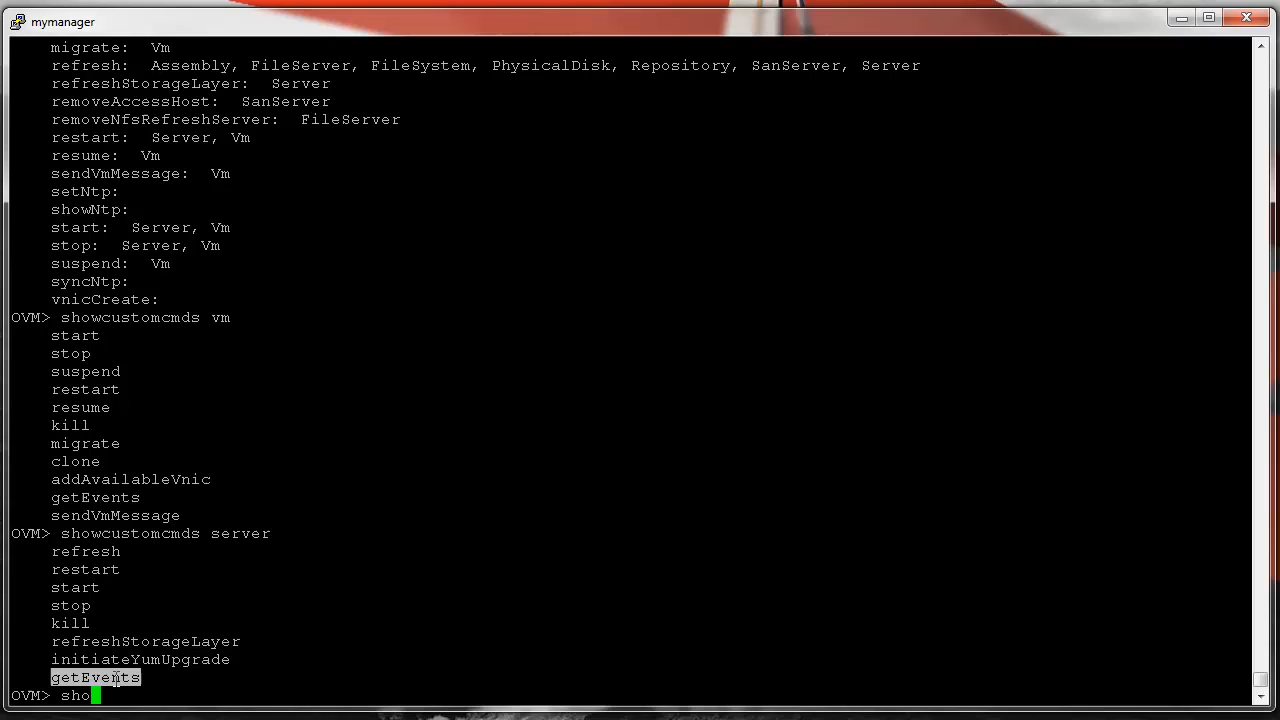 mymanager
migrate:  Vm
refresh:  Assembly, FileServer, FileSystem, PhysicalDisk, Repository, SanServer, Server
refreshStorageLayer:  Server
removeAccessHost:  SanServer
removeNfsRefreshServer:  FileServer
restart:  Server, Vm
resume:  Vm
sendVmMessage:  Vm
setNtp:
showNtp:
start:  Server, Vm
stop:  Server, Vm
suspend:  Vm
syncNtp:
vnicCreate:
OVM> showcustomcmds vm
start
stop
suspend
restart
resume
kill
migrate
clone
addAvailableVnic
getEvents
sendVmMessage
OVM> showcustomcmds server
refresh
restart
start
stop
kill
refreshStorageLayer
initiateYumUpgrade
getEvents
OVM> sho